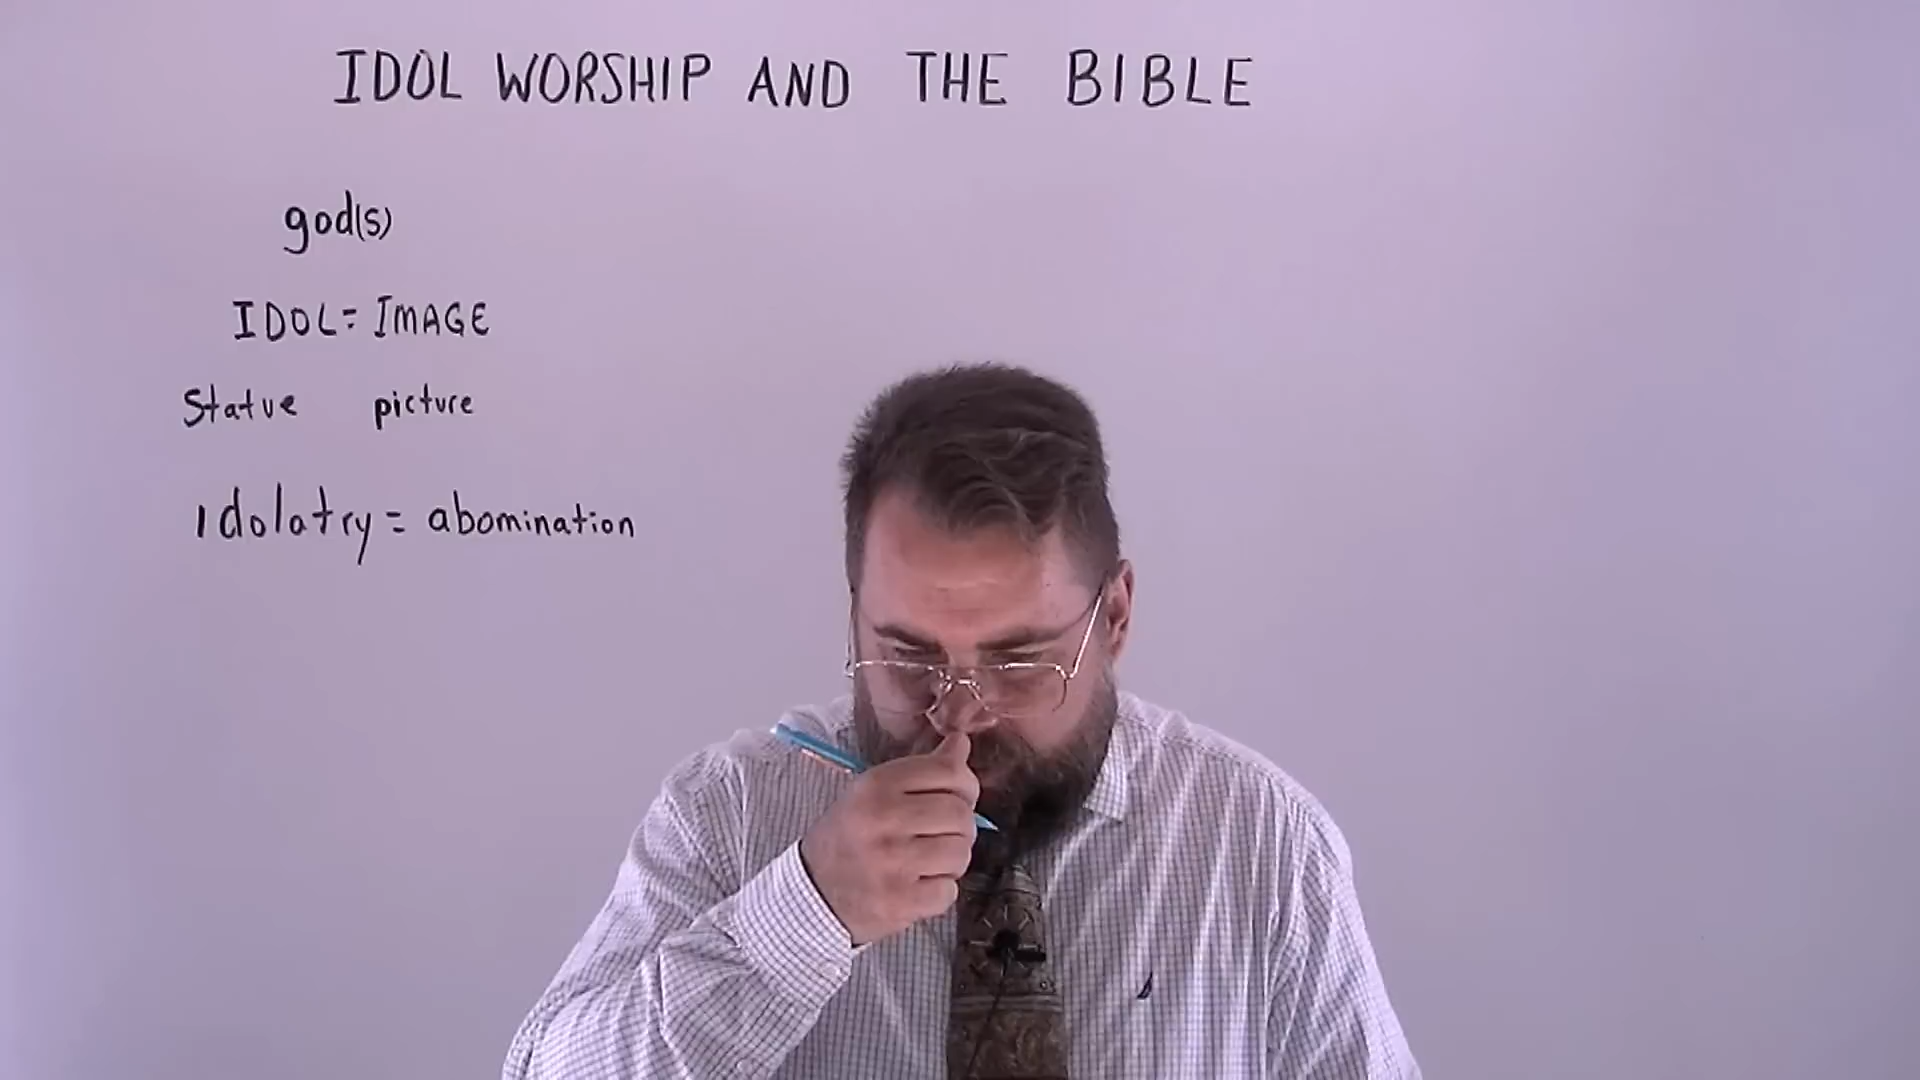 IDOL WORSHIP AND THE BIBLE
god(s)
IDOL = IMAGE
Statue picture
idolatry = abomination